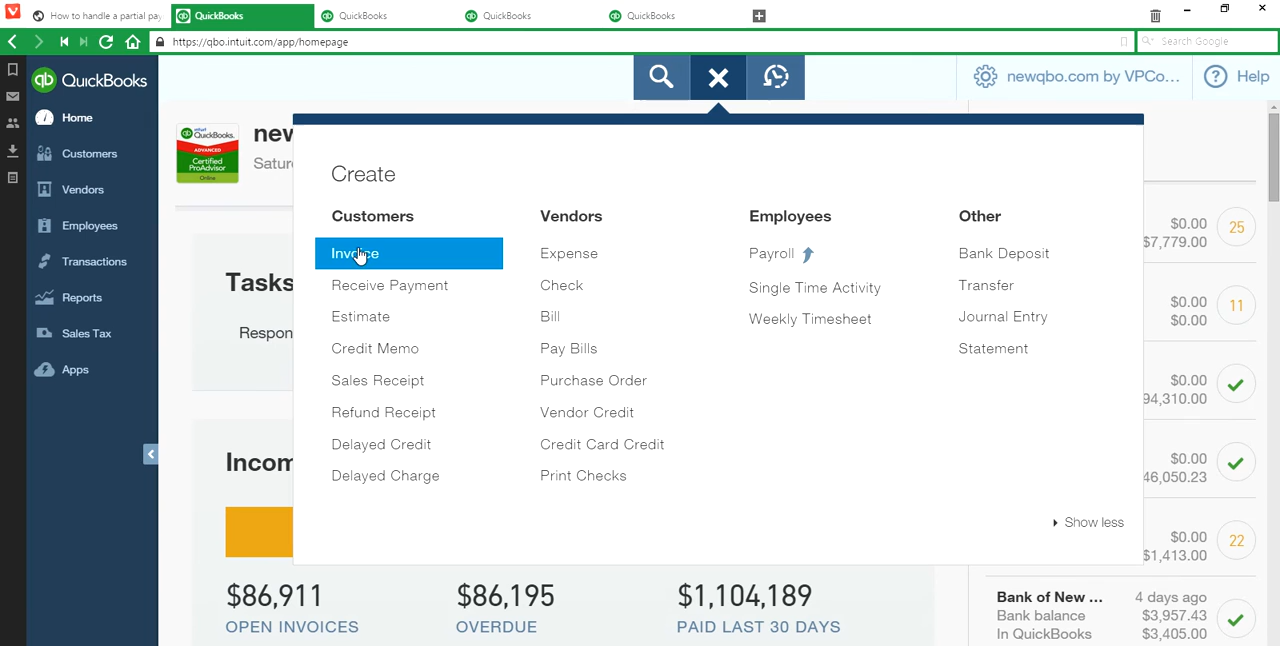 How to handle a partial pay
QuickBooks
QuickBooks
QuickBooks
QuickBooks
https://qbo.intuit.com/app/homepage
Search Google
qb QuickBooks
newqbo.com by VPCo...
Help
Home
Customers
Vendors
Employees
Transactions
Reports
Sales Tax
Apps
intuit
QuickBooks.
ADVANCED
Certified
ProAdvisor
Online
new
Satur
Create
Customers
Invoice
Receive Payment
Estimate
Credit Memo
Sales Receipt
Refund Receipt
Delayed Credit
Delayed Charge
Vendors
Expense
Check
Bill
Pay Bills
Purchase Order
Vendor Credit
Credit Card Credit
Print Checks
Employees
Payroll
Single Time Activity
Weekly Timesheet
Other
Bank Deposit
Transfer
Journal Entry
Statement
Show less
Tasks
Respon
Incom
$86,911
OPEN INVOICES
$86,195
OVERDUE
$1,104,189
PAID LAST 30 DAYS
$0.00
$7,779.00
25
$0.00
$0.00
11
$0.00
94,310.00
$0.00
46,050.23
$0.00
$1,413.00
22
Bank of New ... 4 days ago
Bank balance $3,957.43
In QuickBooks $3,405.00